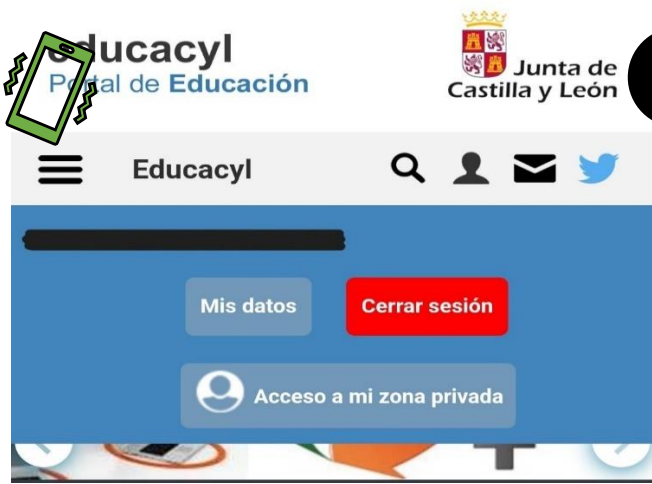 educacyl
Portal de Educación
Junta de
Castilla y León
Educacyl
Mis datos
Cerrar sesión
Acceso a mi zona privada